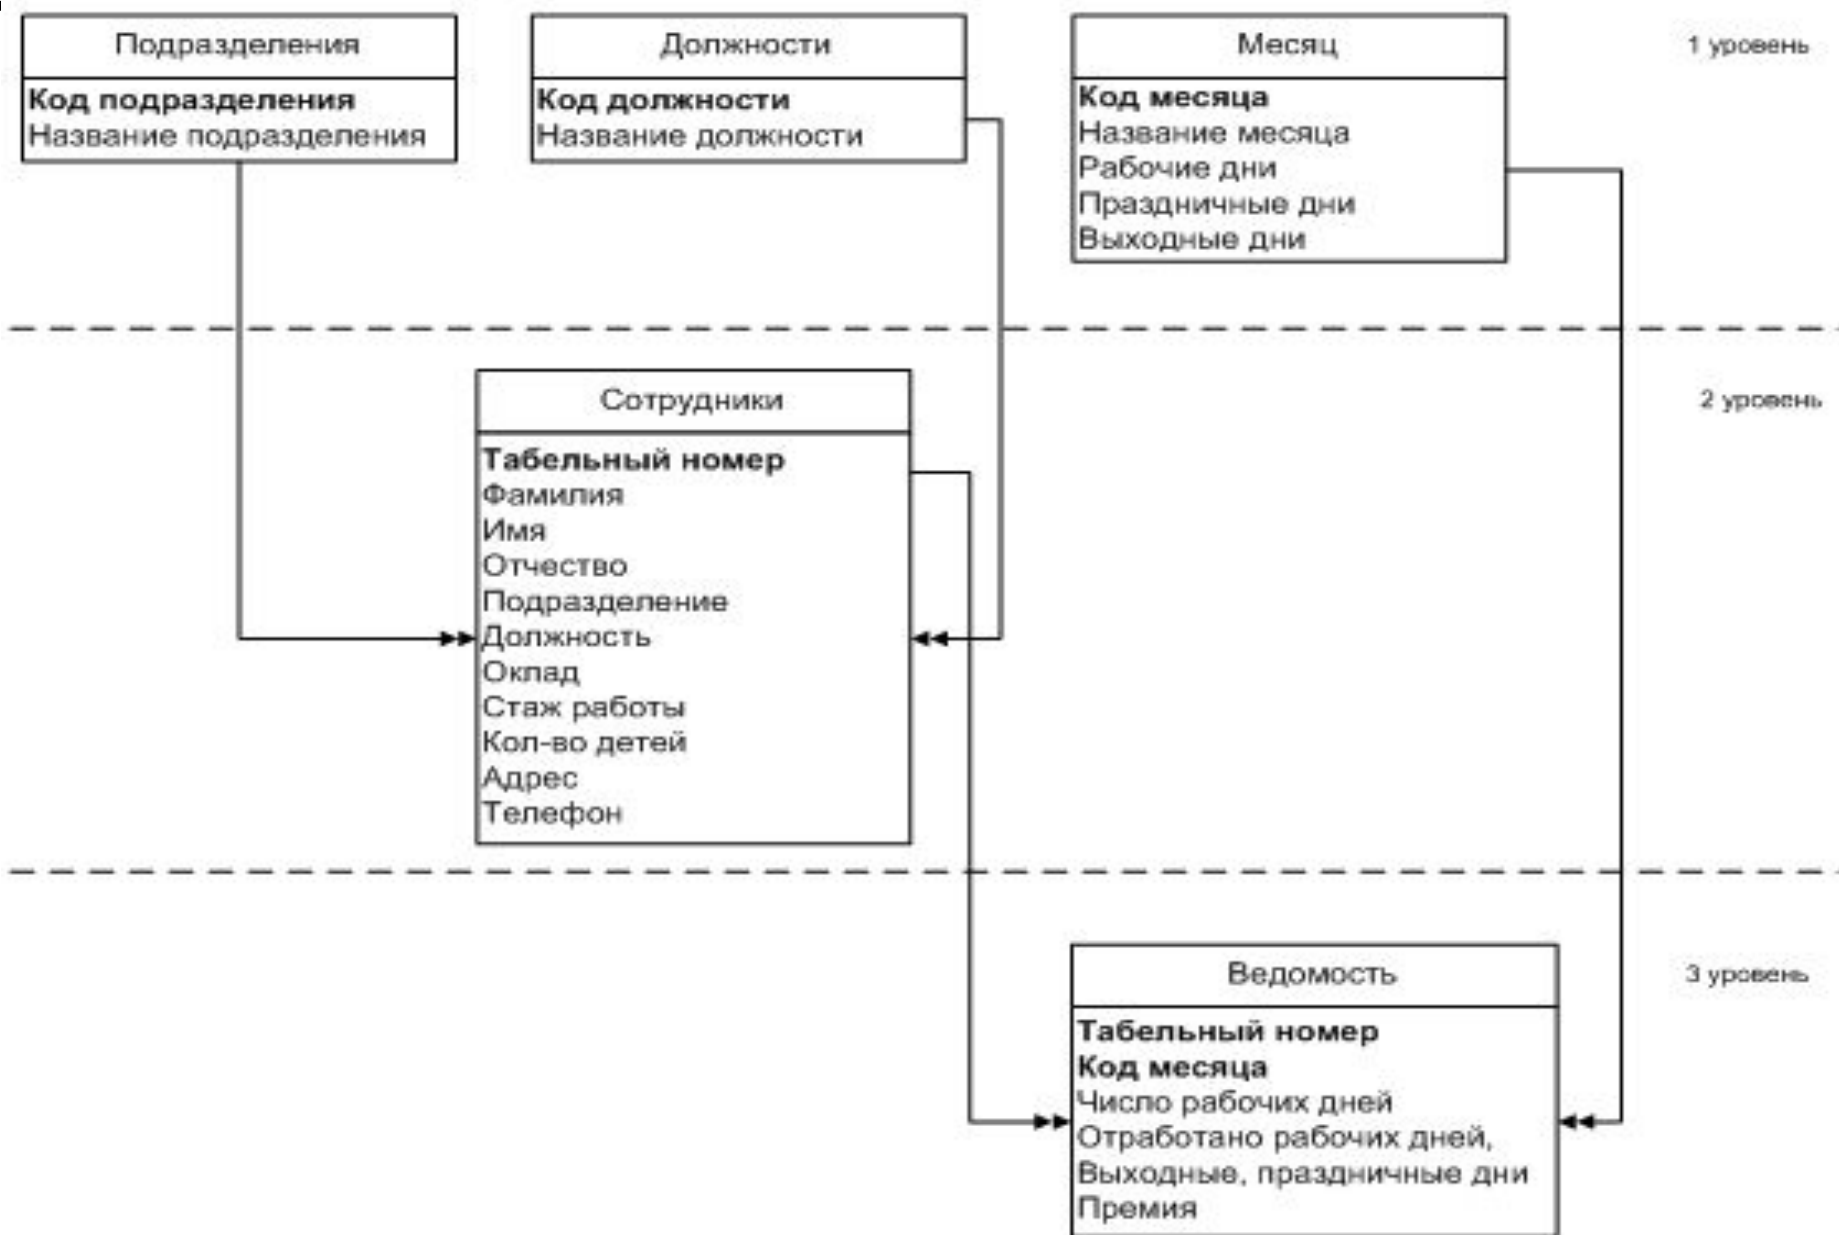 Подразделения
Код подразделения
Название подразделения
Должности
Код должности
Название должности
Месяц
Код месяца
Название месяца
Рабочие дни
Праздничные дни
Выходные дни
1 уровень
Сотрудники
Табельный номер
Фамилия
Имя
Отчество
Подразделение
Должность
Оклад
Стаж работы
Кол-во детей
Адрес
Телефон
2 уровень
Ведомость
Табельный номер
Код месяца
Число рабочих дней
Отработано рабочих дней,
Выходные, праздничные дни
Премия
3 уровень